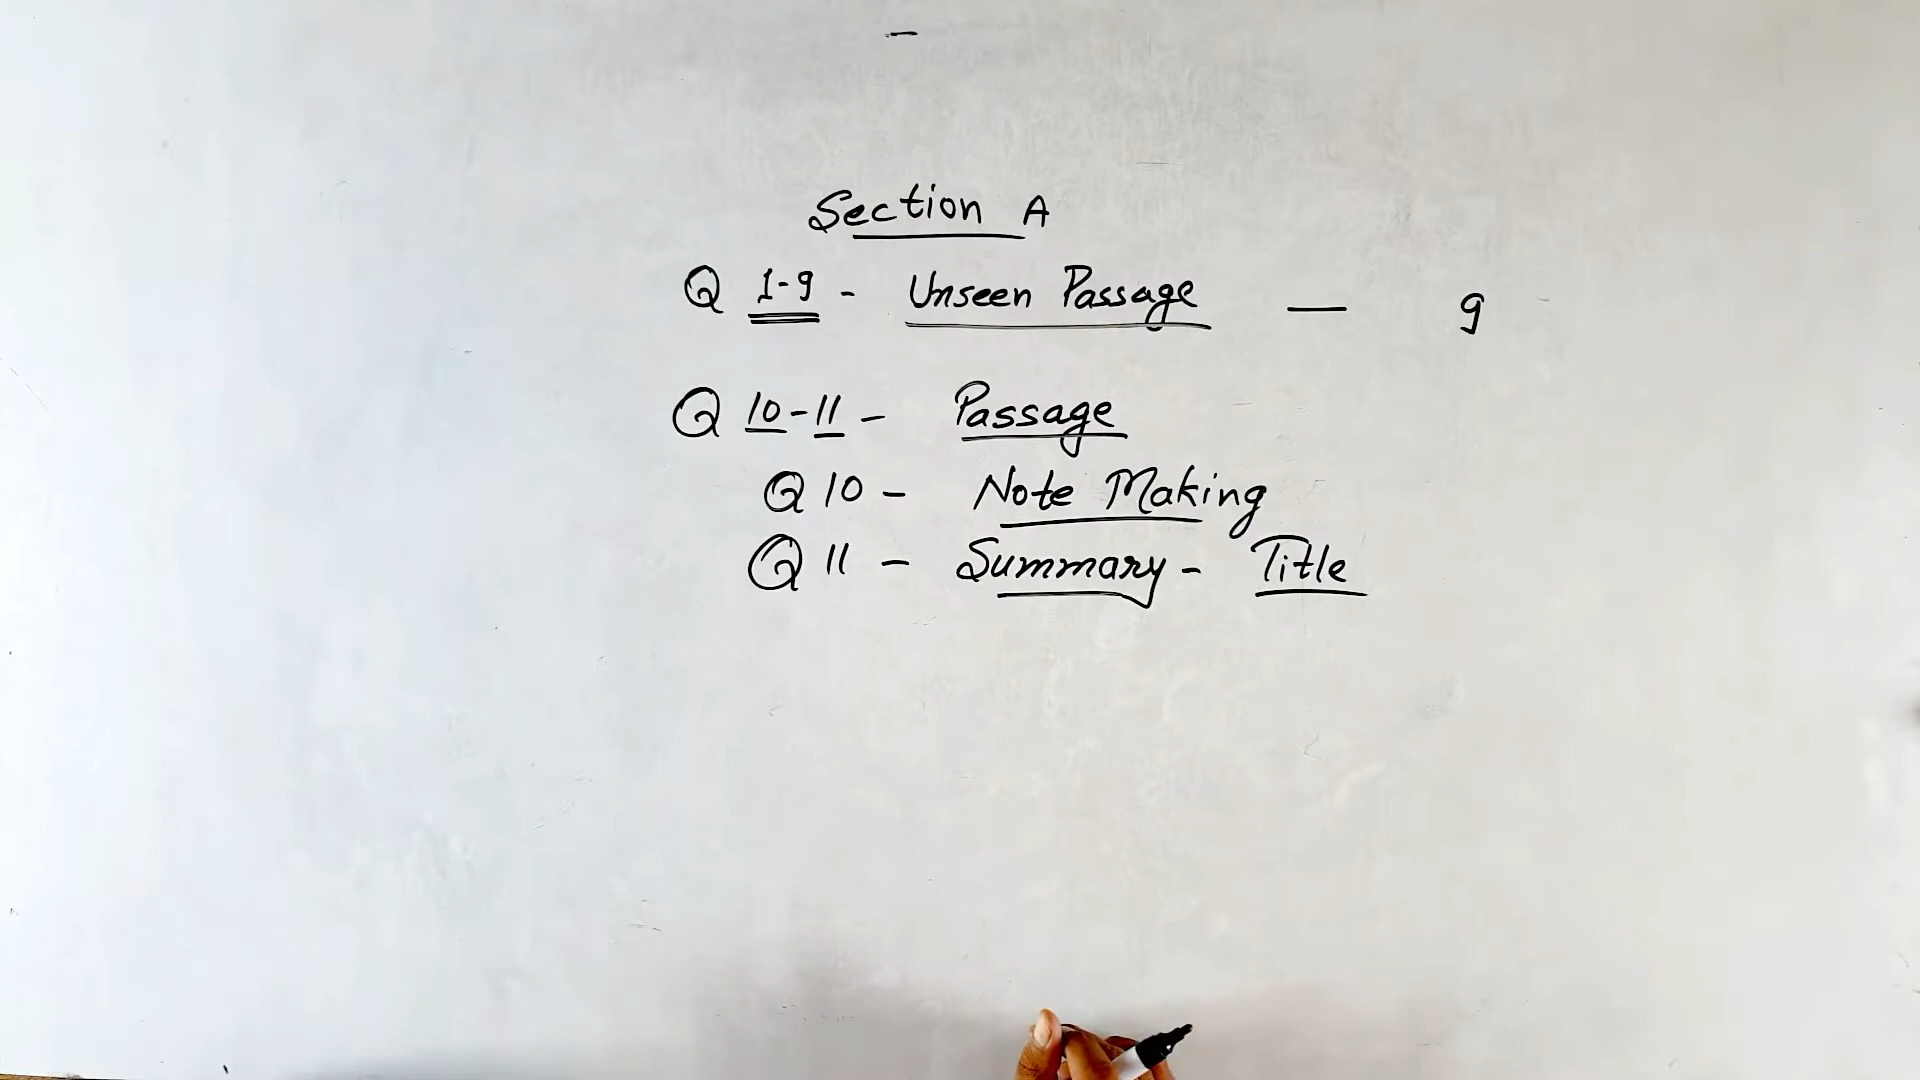 Section A
Q 1-9 - Unseen Passage — 9
Q 10-11 - Passage
Q 10 - Note Making
Q 11 - Summary - Title